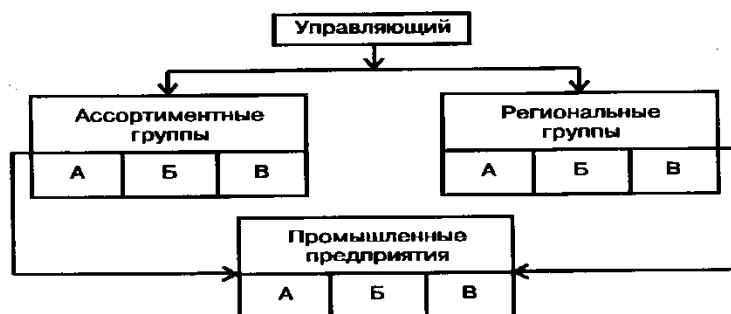 Управляющий
Ассортиментные
группы
А Б В
Региональные
группы
А Б В
Промышленные
предприятия
А Б В